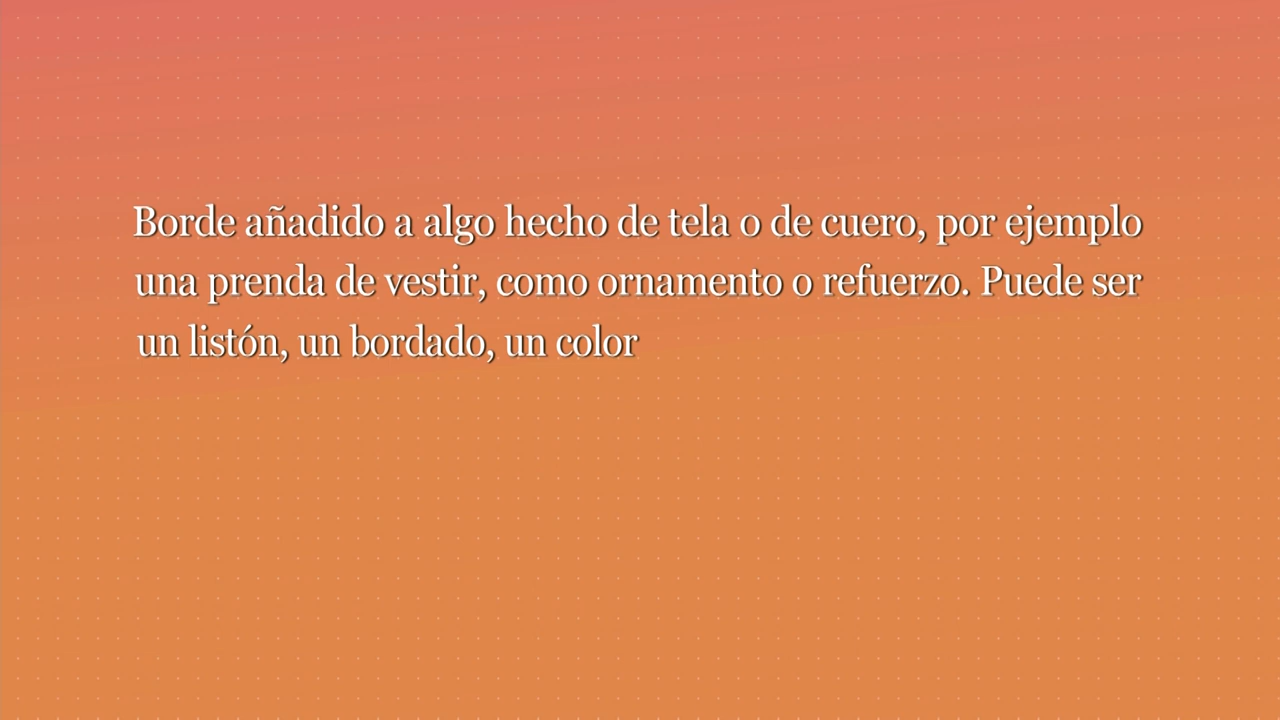 Borde añadido a algo hecho de tela o de cuero, por ejemplo
una prenda de vestir, como ornamento o refuerzo. Puede ser
un listón, un bordado, un color